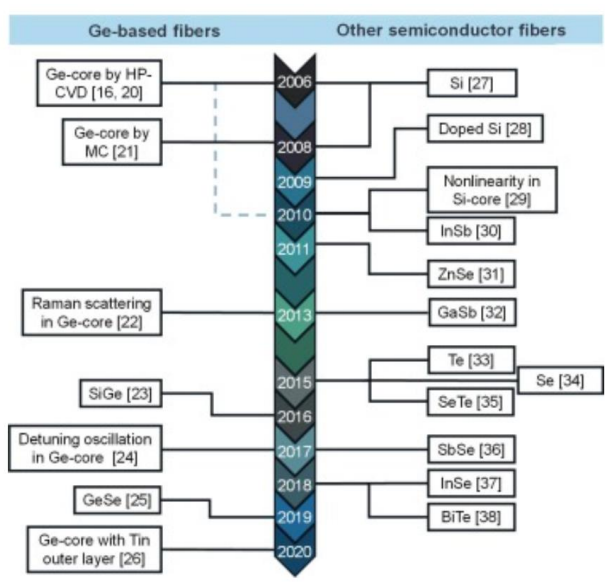 Ge-based fibers
Other semiconductor fibers
Ge-core by HP-
CVD [16, 20]
2006
Si [27]
Ge-core by
MC [21]
2008
Doped Si [28]
2009
Nonlinearity in
Si-core [29]
2010
InSb [30]
2011
ZnSe [31]
Raman scattering
in Ge-core [22]
2013
GaSb [32]
Te [33]
2015
Se [34]
SiGe [23]
SeTe [35]
2016
Detuning oscillation
in Ge-core [24]
2017
SbSe [36]
2018
InSe [37]
GeSe [25]
2019
BiTe [38]
Ge-core with Tin
outer layer [26]
2020